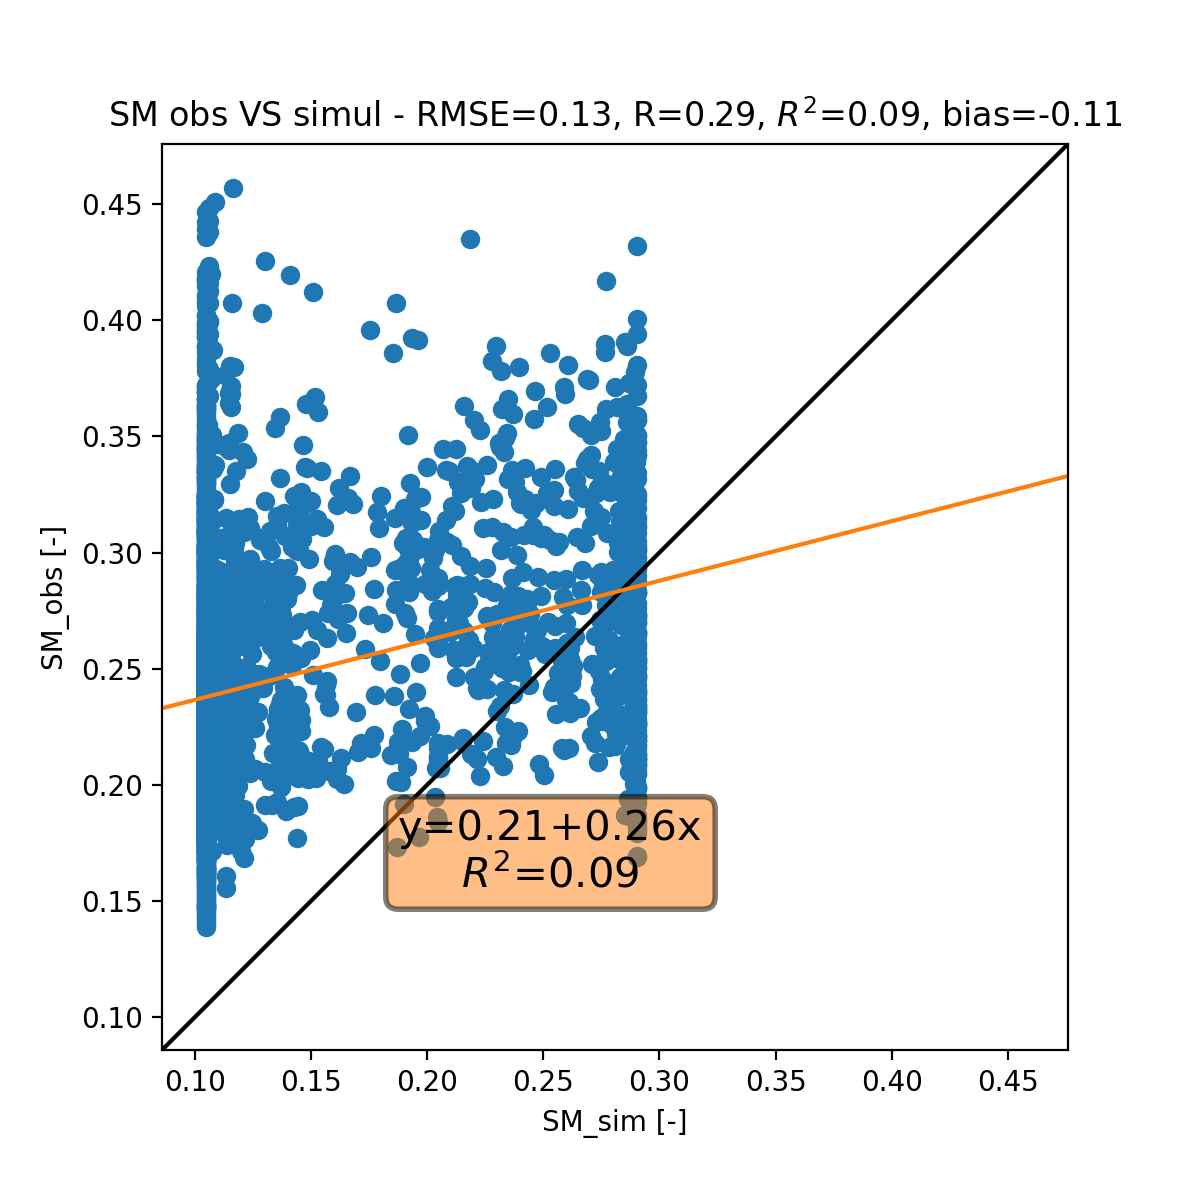 SM obs VS simul - RMSE=0.13, R=0.29, R²=0.09, bias=-0.11
0.45
0.40
0.35
0.30
0.25
0.20
0.15
0.10
SM_obs [-]
y=0.21+0.26x
R²=0.09
0.10 0.15 0.20 0.25 0.30 0.35 0.40 0.45
SM_sim [-]